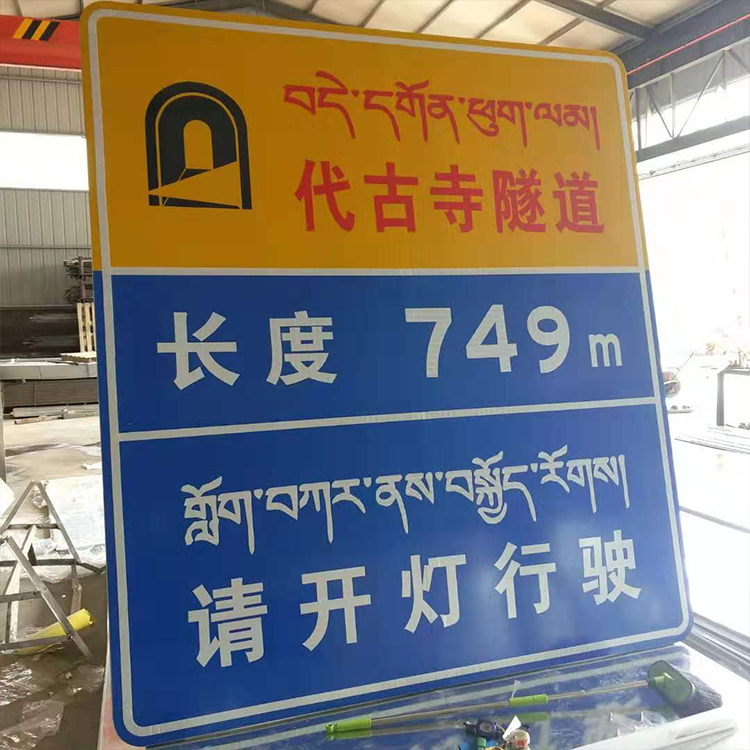 བདེ་དགོན་ཕུག་ལམ།
代古寺隧道
长度 749m
གློག་བཀར་ནས་བསྐྱོད་རོགས།
请开灯行驶